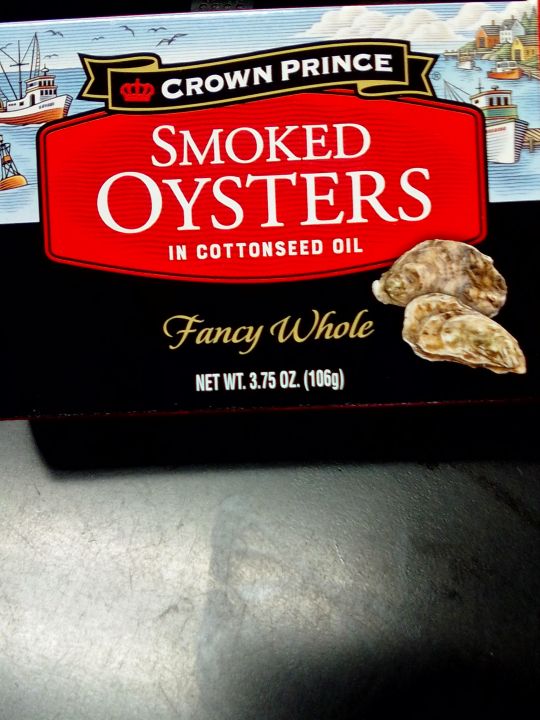 CROWN PRINCE
®
SMOKED
OYSTERS
IN COTTONSEED OIL
Fancy Whole
NET WT. 3.75 OZ. (106g)